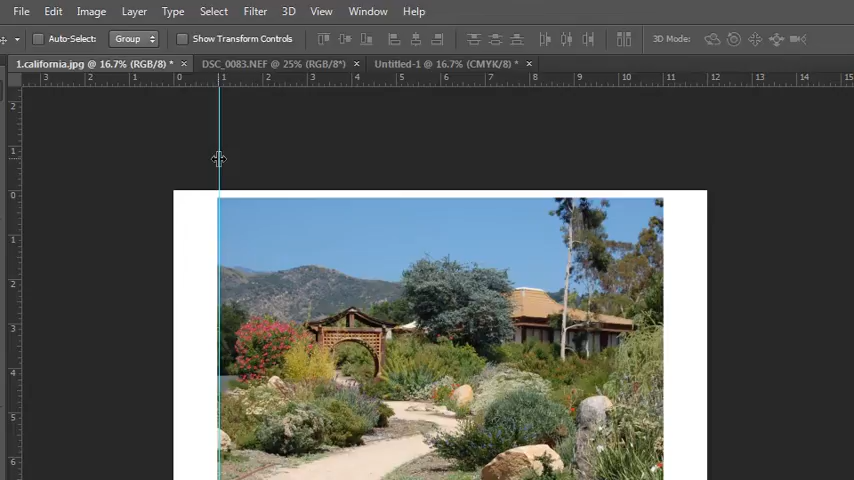 File Edit Image Layer Type Select Filter 3D View Window Help
Auto-Select: Group Show Transform Controls 3D Mode:
1.california.jpg @ 16.7% (RGB/8) * × DSC_0083.NEF @ 25% (RGB/8*) × Untitled-1 @ 16.7% (CMYK/8) * ×
3 2 1 0 1 2 3 4 5 6 7 8 9 10 11 12 13 14 15
2
1
0
1
2
3
4
5
6